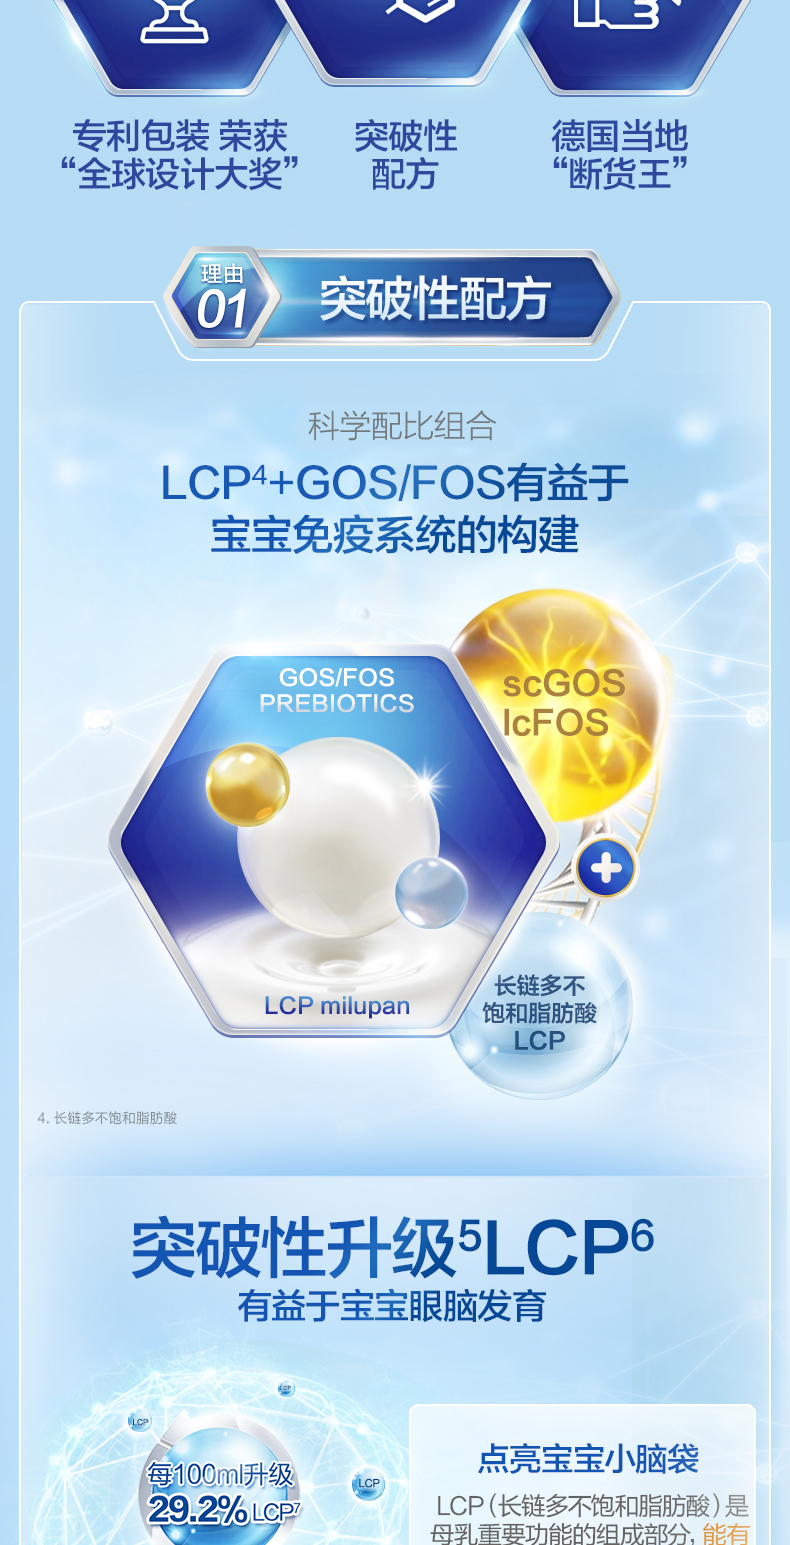 专利包装 荣获
“全球设计大奖”
突破性
配方
德国当地
“断货王”
理由
01
突破性配方
科学配比组合
LCP⁴+GOS/FOS有益于
宝宝免疫系统的构建
GOS/FOS
PREBIOTICS
scGOS
lcFOS
LCP milupan
长链多不
饱和脂肪酸
LCP
4. 长链多不饱和脂肪酸
突破性升级⁵LCP⁶
有益于宝宝眼脑发育
LCP
LCP
每100ml升级
29.2% LCP⁷
LCP
点亮宝宝小脑袋
LCP（长链多不饱和脂肪酸）是
母乳重要功能的组成部分, 能有